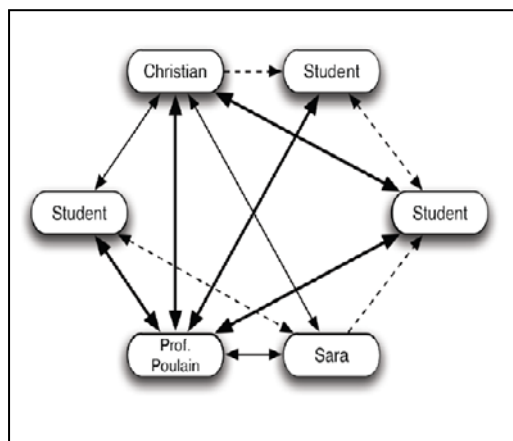 Christian
Student
Student
Student
Prof.
Poulain
Sara